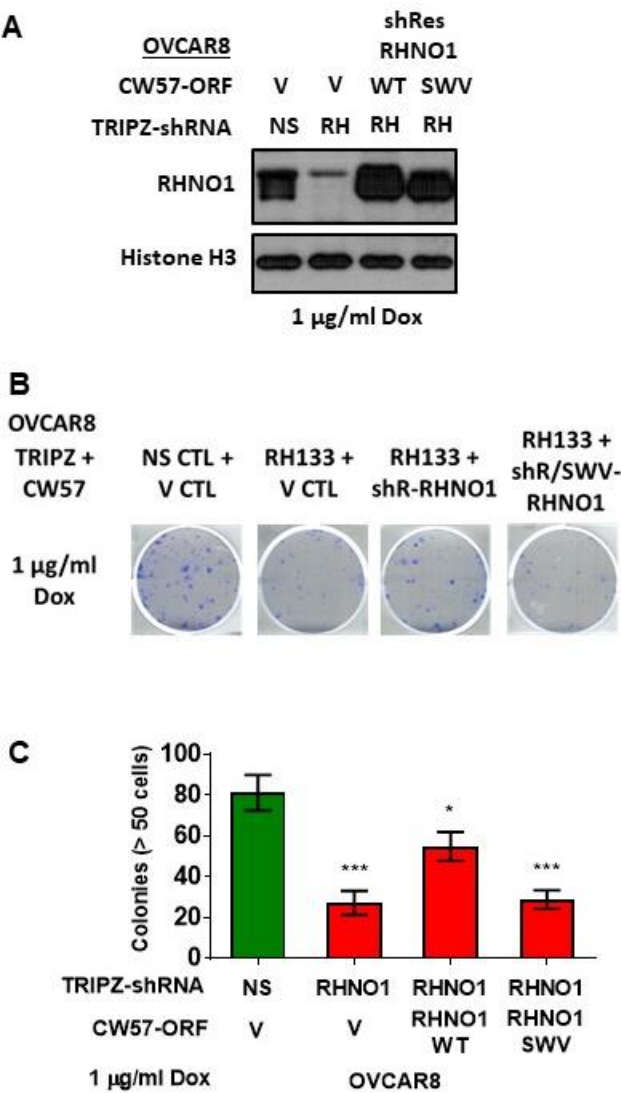 A
shRes
OVCAR8 RHNO1
CW57-ORF V V WT SWV
TRIPZ-shRNA NS RH RH RH
RHNO1
Histone H3
1 µg/ml Dox
B
OVCAR8
TRIPZ +
CW57
NS CTL +
V CTL
RH133 +
V CTL
RH133 +
shR-RHNO1
RH133 +
shR/SWV-
RHNO1
1 µg/ml
Dox
C
Colonies (> 50 cells)
100
80
60
40
20
0
***
*
***
TRIPZ-shRNA NS RHNO1 RHNO1 RHNO1
CW57-ORF V V RHNO1 WT RHNO1 SWV
1 µg/ml Dox OVCAR8